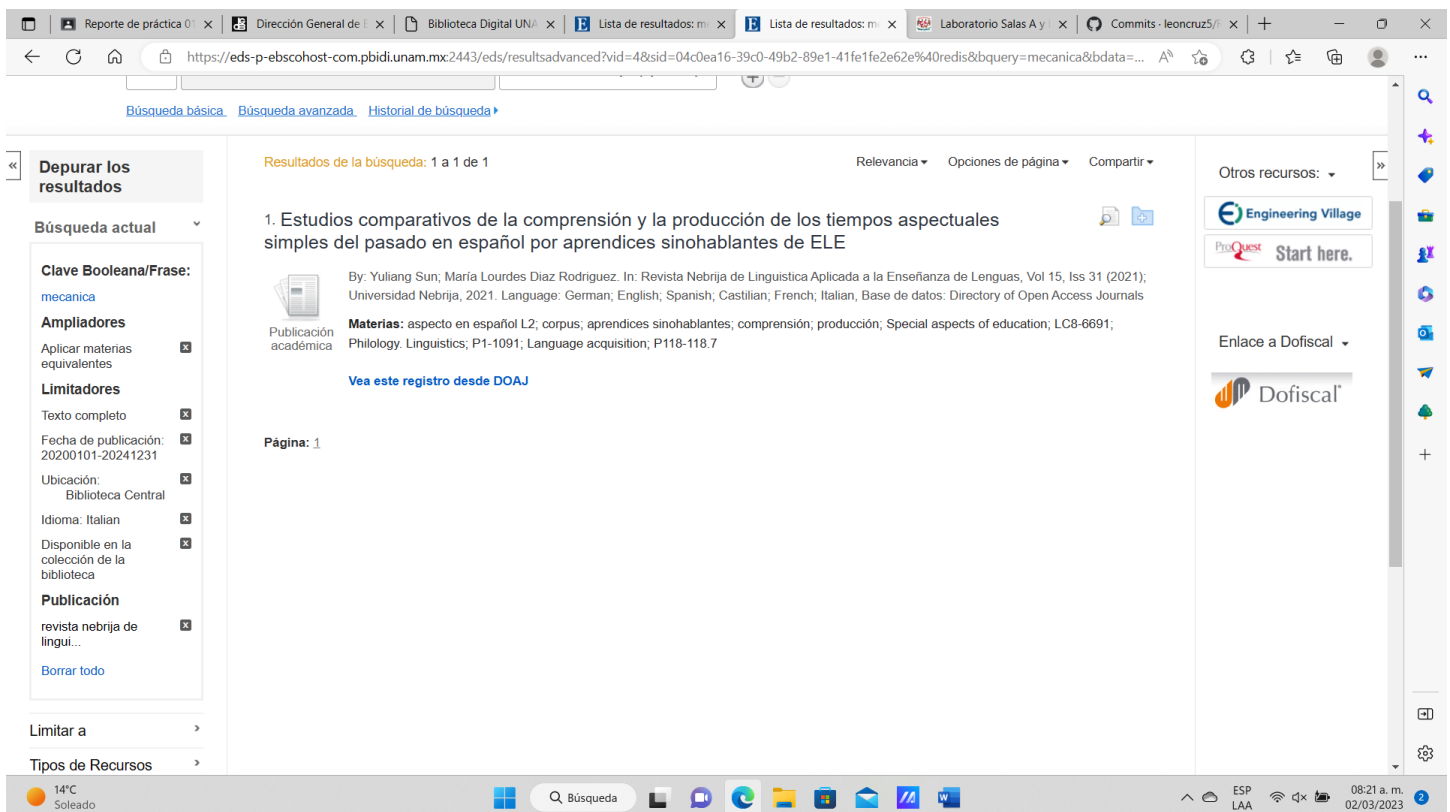 Reporte de práctica 01
Dirección General de B
Biblioteca Digital UNA
Lista de resultados: m
Lista de resultados: m
Laboratorio Salas A y
Commits · leoncruz5/
https://eds-p-ebscohost-com.pbidi.unam.mx:2443/eds/resultsadvanced?vid=4&sid=04c0ea16-39c0-49b2-89e1-41fe1fe2e62e%40redis&bquery=mecanica&bdata=...
Búsqueda básica Búsqueda avanzada Historial de búsqueda
Depurar los
resultados
Búsqueda actual
Clave Booleana/Frase:
mecanica
Ampliadores
Aplicar materias
equivalentes
Limitadores
Texto completo
Fecha de publicación:
20200101-20241231
Ubicación:
Biblioteca Central
Idioma: Italian
Disponible en la
colección de la
biblioteca
Publicación
revista nebrija de
lingui...
Borrar todo
Limitar a
Tipos de Recursos
Resultados de la búsqueda: 1 a 1 de 1
Relevancia Opciones de página Compartir
1. Estudios comparativos de la comprensión y la producción de los tiempos aspectuales
simples del pasado en español por aprendices sinohablantes de ELE
Publicación
académica
By: Yuliang Sun; María Lourdes Diaz Rodriguez. In: Revista Nebrija de Linguistica Aplicada a la Enseñanza de Lenguas, Vol 15, Iss 31 (2021);
Universidad Nebrija, 2021. Language: German; English; Spanish; Castilian; French; Italian, Base de datos: Directory of Open Access Journals
Materias: aspecto en español L2; corpus; aprendices sinohablantes; comprensión; producción; Special aspects of education; LC8-6691;
Philology. Linguistics; P1-1091; Language acquisition; P118-118.7
Vea este registro desde DOAJ
Página: 1
Otros recursos:
Engineering Village
ProQuest Start here.
Enlace a Dofiscal
Dofiscal
14°C
Soleado
Búsqueda
ESP
LAA
08:21 a. m.
02/03/2023
2